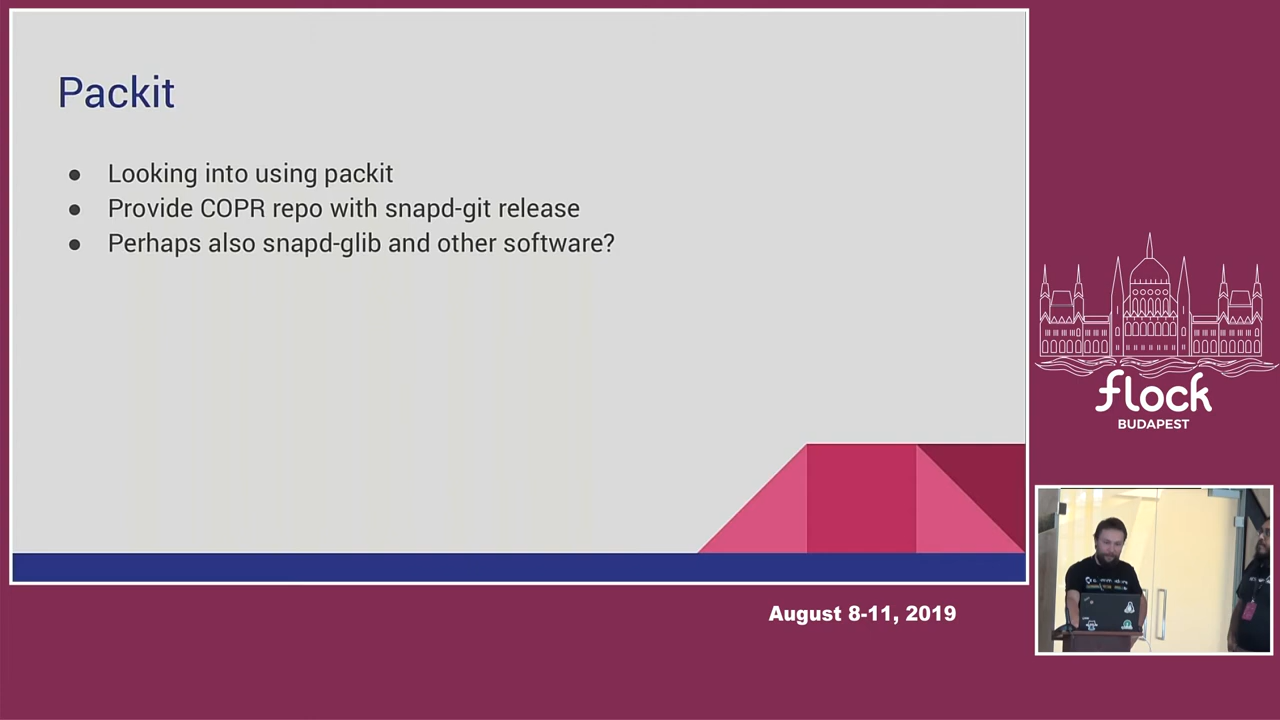 Packit
● Looking into using packit
● Provide COPR repo with snapd-git release
● Perhaps also snapd-glib and other software?
flock
BUDAPEST
August 8-11, 2019